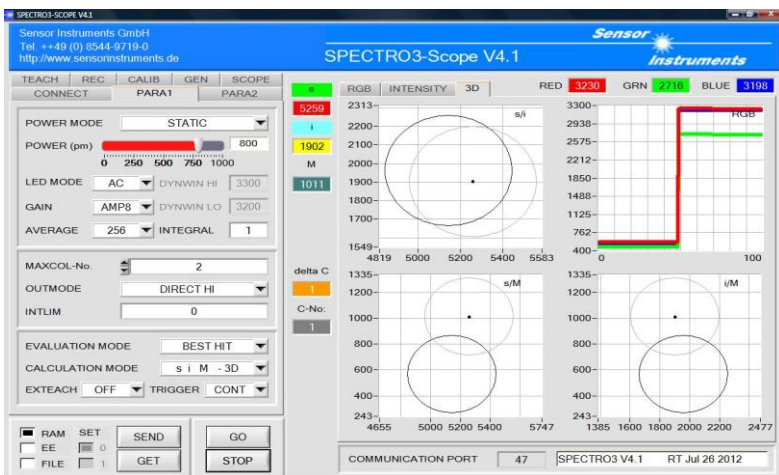 SPECTRO3-SCOPE V4.1
Sensor Instruments GmbH
Tel. ++49 (0) 8544-9719-0
http://www.sensorinstruments.de
SPECTRO3-Scope V4.1
Sensor Instruments
TEACH REC CALIB GEN SCOPE
CONNECT PARA1 PARA2
POWER MODE STATIC
POWER (pm) 800
0 250 500 750 1000
LED MODE AC DYNWIN HI 3300
GAIN AMP8 DYNWIN LO 3200
AVERAGE 256 INTEGRAL 1
MAXCOL-No. 2
OUTMODE DIRECT HI
INTLIM 0
EVALUATION MODE BEST HIT
CALCULATION MODE s i M - 3D
EXTEACH OFF TRIGGER CONT
RAM SET
EE 0
FILE 1
SEND GO
GET STOP
s
5259
i
1902
M
1011
delta C
1
C-No:
1
RGB INTENSITY 3D
RED 3230 GRN 2716 BLUE 3198
s/i
2313
2200
2100
2000
1900
1800
1700
1549
4819 5000 5200 5400 5583
RGB
3300
2938
2575
2212
1850
1488
1125
762
400
0 100
s/M
1335
1200
1000
800
600
400
243
4655 5000 5200 5400 5747
i/M
1335
1200
1000
800
600
400
243
1385 1600 1800 2000 2200 2477
COMMUNICATION PORT 47 SPECTRO3 V4.1 RT Jul 26 2012